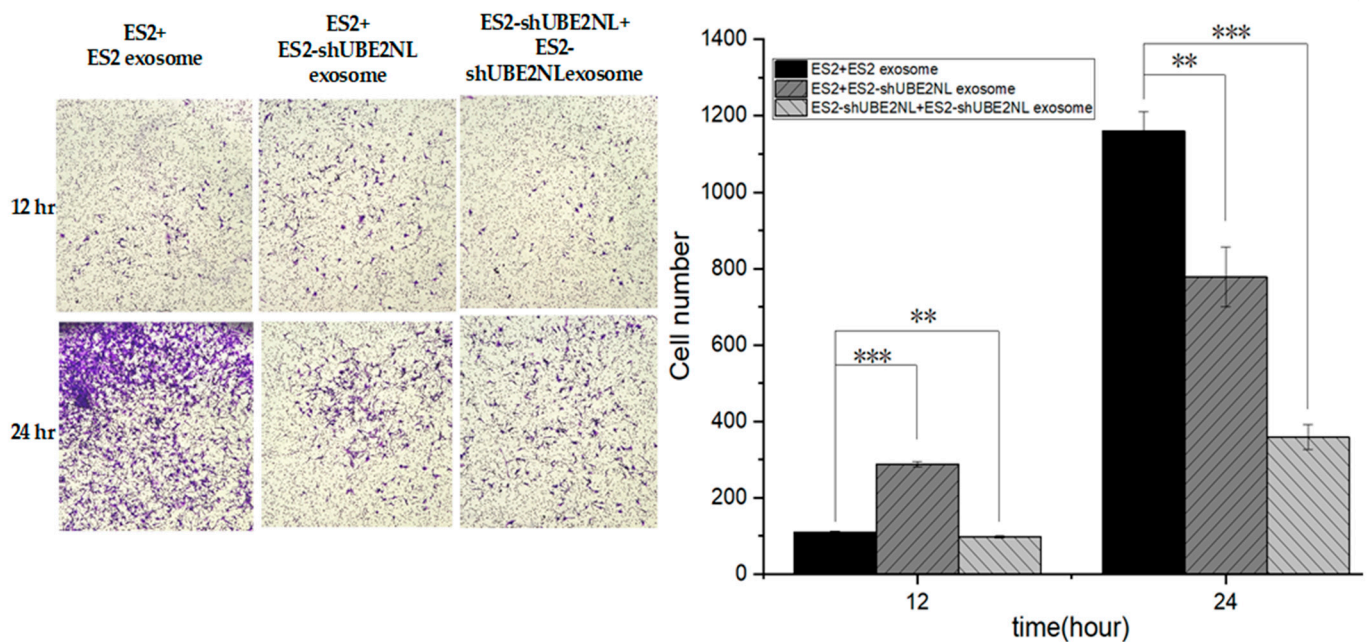 ES2+
ES2 exosome
ES2+
ES2-shUBE2NL
exosome
ES2-shUBE2NL+
ES2-
shUBE2NLexosome
12 hr
24 hr
1400
1200
1000
800
600
400
200
0
Cell number
ES2+ES2 exosome
ES2+ES2-shUBE2NL exosome
ES2-shUBE2NL+ES2-shUBE2NL exosome
***
**
**
***
12
24
time(hour)